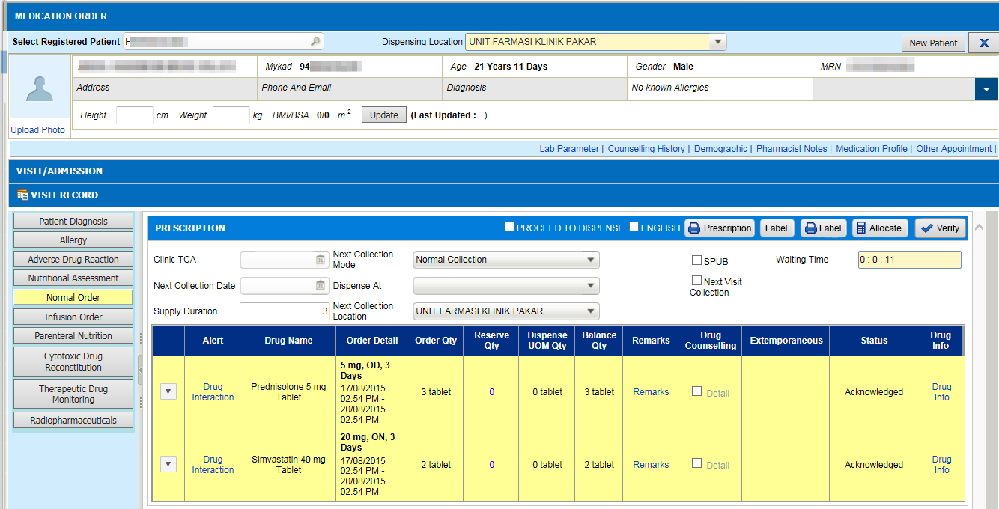 MEDICATION ORDER
Select Registered Patient H
Dispensing Location UNIT FARMASI KLINIK PAKAR
New Patient X
Mykad 94 Age 21 Years 11 Days Gender Male MRN
Address Phone And Email Diagnosis No known Allergies
Height cm Weight kg BMI/BSA 0/0 m 2 Update (Last Updated : )
Upload Photo
Lab Parameter | Counselling History | Demographic | Pharmacist Notes | Medication Profile | Other Appointment |
VISIT/ADMISSION
VISIT RECORD
Patient Diagnosis
Allergy
Adverse Drug Reaction
Nutritional Assessment
Normal Order
Infusion Order
Parenteral Nutrition
Cytotoxic Drug
Reconstitution
Therapeutic Drug
Monitoring
Radiopharmaceuticals
PRESCRIPTION PROCEED TO DISPENSE ENGLISH Prescription Label Label Allocate Verify
Clinic TCA
Next Collection
Mode
Normal Collection
SPUB
Waiting Time 0 : 0 : 11
Next Collection Date
Dispense At
Next Visit
Collection
Supply Duration 3
Next Collection
Location
UNIT FARMASI KLINIK PAKAR
Alert
Drug Name
Order Detail
Order Qty
Reserve
Qty
Dispense
UOM Qty
Balance
Qty
Remarks
Drug
Counselling
Extemporaneous
Status
Drug
Info
Drug
Interaction
Prednisolone 5 mg
Tablet
5 mg, OD, 3
Days
17/08/2015
02:54 PM -
20/08/2015
02:54 PM
3 tablet
0
0 tablet
3 tablet
Remarks
Detail
Acknowledged
Drug
Info
Drug
Interaction
Simvastatin 40 mg
Tablet
20 mg, ON, 3
Days
17/08/2015
02:54 PM -
20/08/2015
02:54 PM
2 tablet
0
0 tablet
2 tablet
Remarks
Detail
Acknowledged
Drug
Info